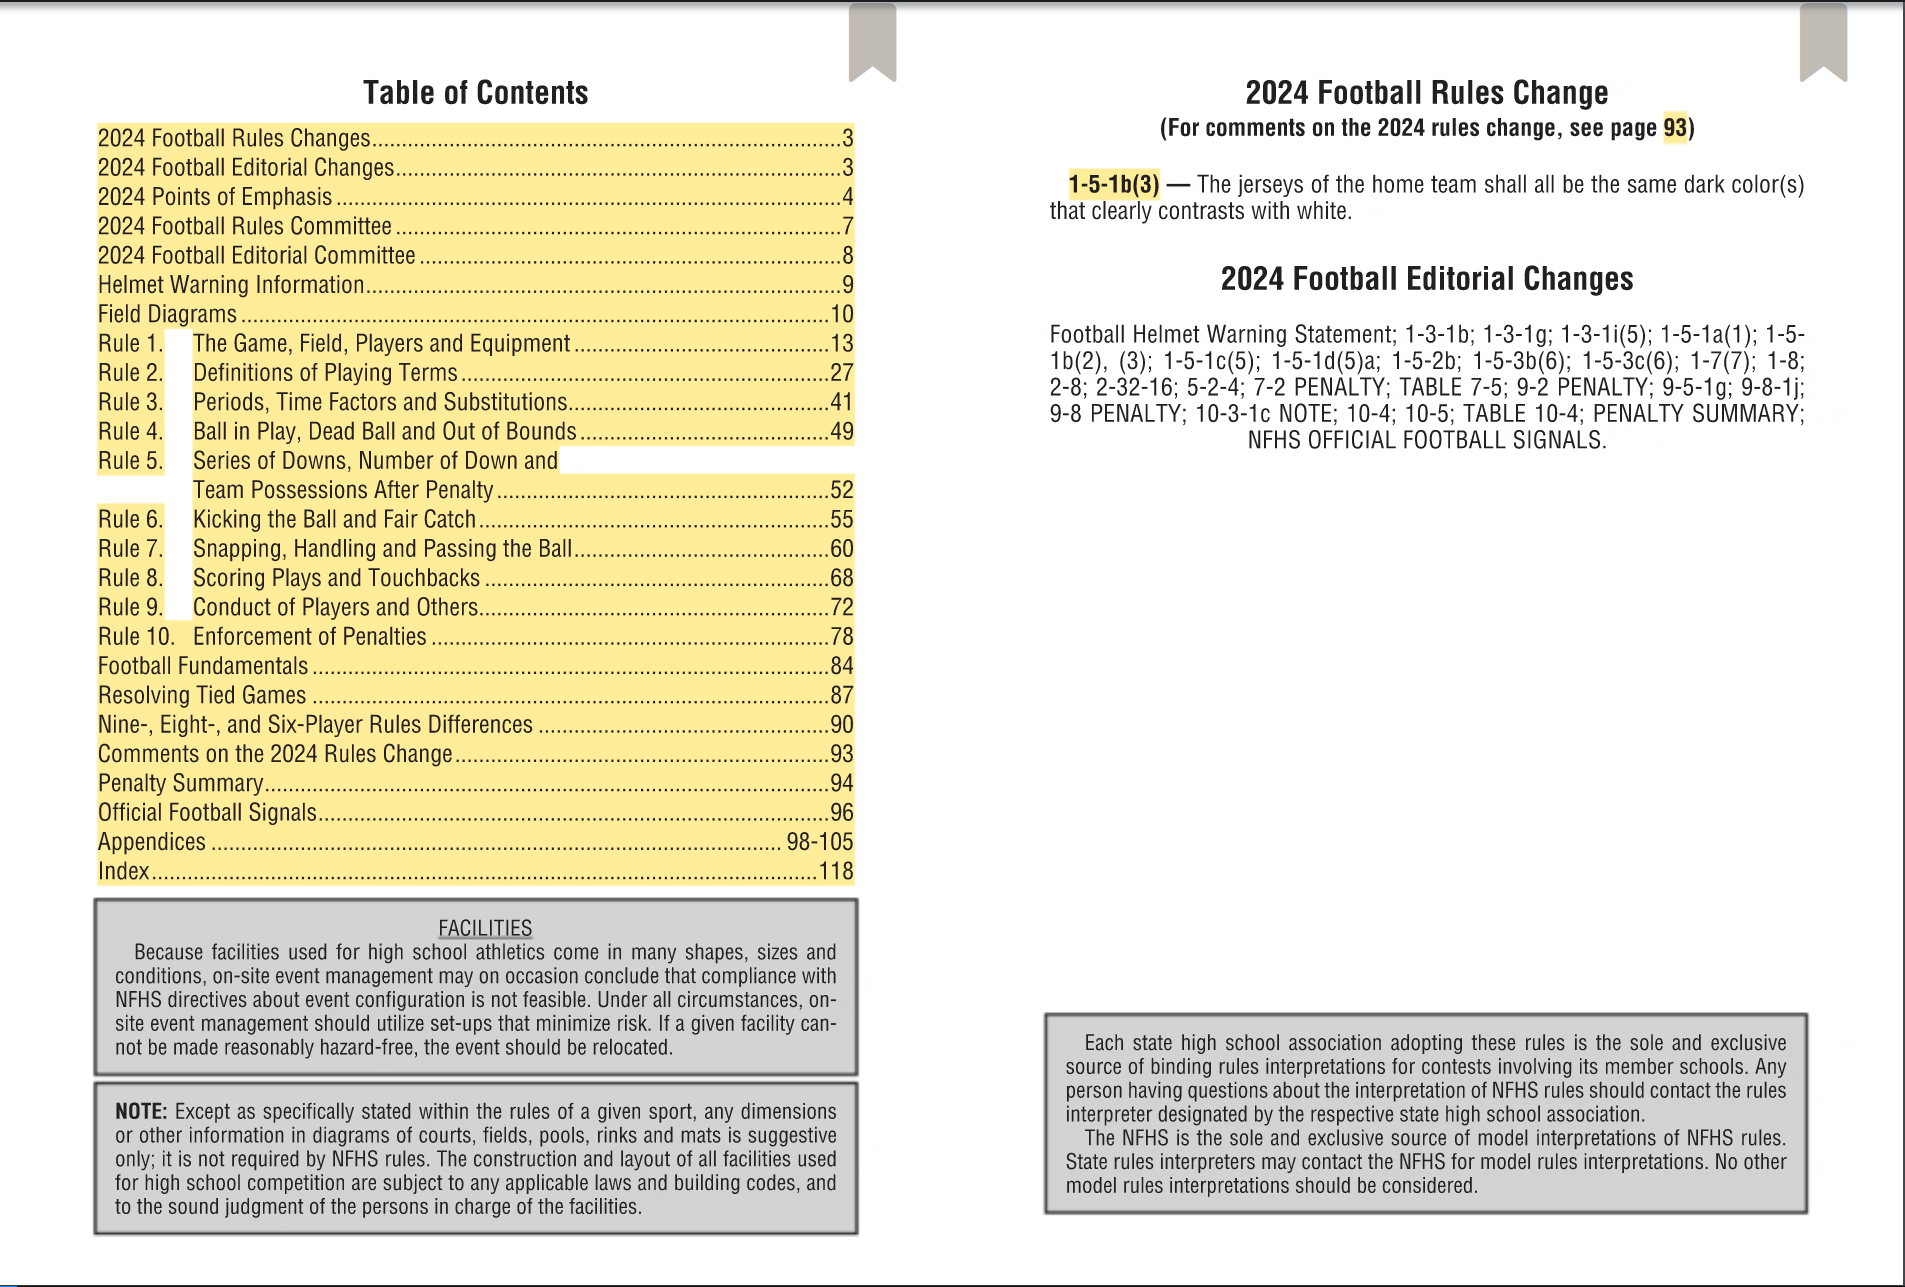 Table of Contents
2024 Football Rules Changes................................................................................3
2024 Football Editorial Changes............................................................................3
2024 Points of Emphasis ......................................................................................4
2024 Football Rules Committee ............................................................................7
2024 Football Editorial Committee ........................................................................8
Helmet Warning Information.................................................................................9
Field Diagrams ....................................................................................................10
Rule 1. The Game, Field, Players and Equipment ...........................................13
Rule 2. Definitions of Playing Terms ..............................................................27
Rule 3. Periods, Time Factors and Substitutions............................................41
Rule 4. Ball in Play, Dead Ball and Out of Bounds ..........................................49
Rule 5. Series of Downs, Number of Down and
Team Possessions After Penalty ........................................................52
Rule 6. Kicking the Ball and Fair Catch ...........................................................55
Rule 7. Snapping, Handling and Passing the Ball...........................................60
Rule 8. Scoring Plays and Touchbacks ..........................................................68
Rule 9. Conduct of Players and Others...........................................................72
Rule 10. Enforcement of Penalties ...................................................................78
Football Fundamentals ........................................................................................84
Resolving Tied Games ........................................................................................87
Nine-, Eight-, and Six-Player Rules Differences .................................................90
Comments on the 2024 Rules Change...............................................................93
Penalty Summary................................................................................................94
Official Football Signals.......................................................................................96
Appendices ................................................................................................. 98-105
Index.................................................................................................................118
FACILITIES
Because facilities used for high school athletics come in many shapes, sizes and
conditions, on-site event management may on occasion conclude that compliance with
NFHS directives about event configuration is not feasible. Under all circumstances, on-
site event management should utilize set-ups that minimize risk. If a given facility can-
not be made reasonably hazard-free, the event should be relocated.
NOTE: Except as specifically stated within the rules of a given sport, any dimensions
or other information in diagrams of courts, fields, pools, rinks and mats is suggestive
only; it is not required by NFHS rules. The construction and layout of all facilities used
for high school competition are subject to any applicable laws and building codes, and
to the sound judgment of the persons in charge of the facilities.
2024 Football Rules Change
(For comments on the 2024 rules change, see page 93)
1-5-1b(3) — The jerseys of the home team shall all be the same dark color(s)
that clearly contrasts with white.
2024 Football Editorial Changes
Football Helmet Warning Statement; 1-3-1b; 1-3-1g; 1-3-1i(5); 1-5-1a(1); 1-5-
1b(2), (3); 1-5-1c(5); 1-5-1d(5)a; 1-5-2b; 1-5-3b(6); 1-5-3c(6); 1-7(7); 1-8;
2-8; 2-32-16; 5-2-4; 7-2 PENALTY; TABLE 7-5; 9-2 PENALTY; 9-5-1g; 9-8-1j;
9-8 PENALTY; 10-3-1c NOTE; 10-4; 10-5; TABLE 10-4; PENALTY SUMMARY;
NFHS OFFICIAL FOOTBALL SIGNALS.
Each state high school association adopting these rules is the sole and exclusive
source of binding rules interpretations for contests involving its member schools. Any
person having questions about the interpretation of NFHS rules should contact the rules
interpreter designated by the respective state high school association.
The NFHS is the sole and exclusive source of model interpretations of NFHS rules.
State rules interpreters may contact the NFHS for model rules interpretations. No other
model rules interpretations should be considered.